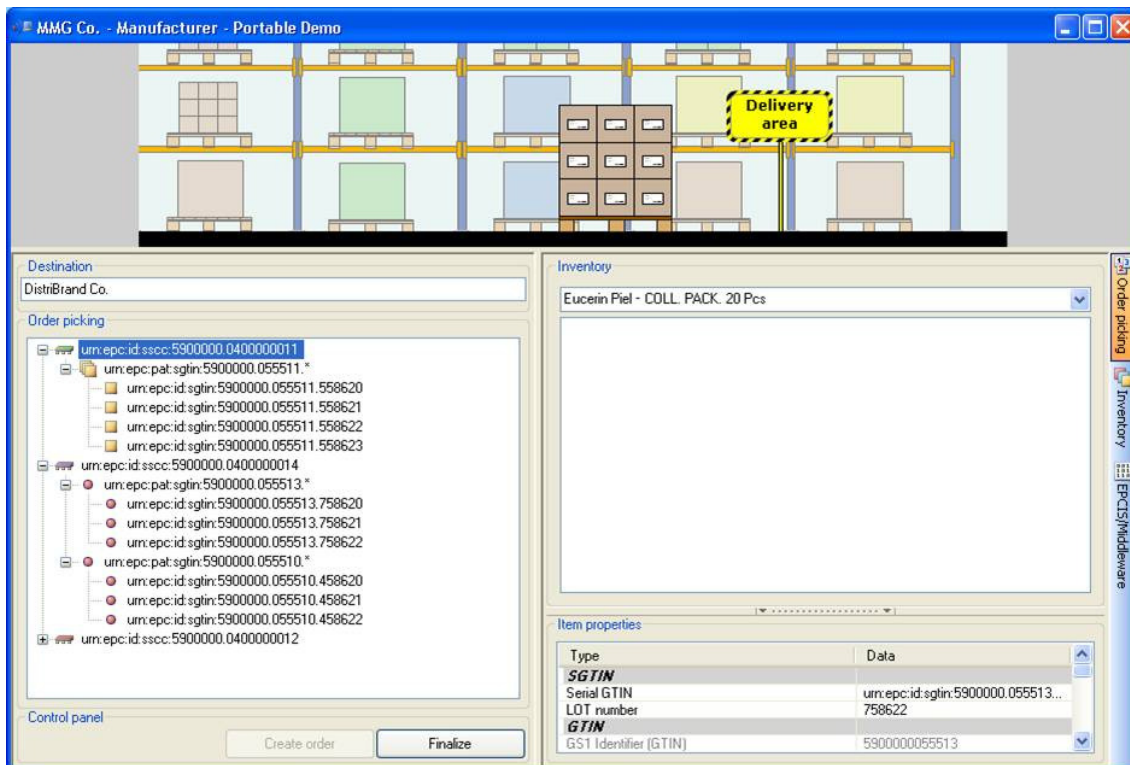 MMG Co. - Manufacturer - Portable Demo
Delivery
area
Destination
DistriBrand Co.
Order picking
urn:epc:id:sscc:5900000.0400000011
urn:epc:pat:sgtin:5900000.055511.*
urn:epc:id:sgtin:5900000.055511.558620
urn:epc:id:sgtin:5900000.055511.558621
urn:epc:id:sgtin:5900000.055511.558622
urn:epc:id:sgtin:5900000.055511.558623
urn:epc:id:sscc:5900000.0400000014
urn:epc:pat:sgtin:5900000.055513.*
urn:epc:id:sgtin:5900000.055513.758620
urn:epc:id:sgtin:5900000.055513.758621
urn:epc:id:sgtin:5900000.055513.758622
urn:epc:pat:sgtin:5900000.055510.*
urn:epc:id:sgtin:5900000.055510.458620
urn:epc:id:sgtin:5900000.055510.458621
urn:epc:id:sgtin:5900000.055510.458622
urn:epc:id:sscc:5900000.0400000012
Control panel
Create order
Finalize
Inventory
Eucerin Piel - COLL. PACK. 20 Pcs
Item properties
Type Data
SGTIN
Serial GTIN urn:epc:id:sgtin:5900000.055513...
LOT number 758622
GTIN
GS1 Identifier (GTIN) 5900000055513
Order picking
Inventory
EPCIS/Middleware